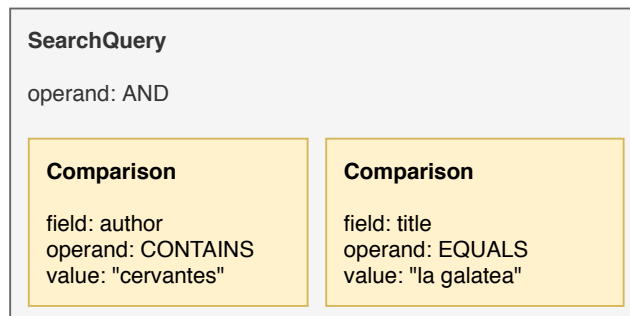 SearchQuery
operand: AND
Comparison
field: author
operand: CONTAINS
value: "cervantes"
Comparison
field: title
operand: EQUALS
value: "la galatea"